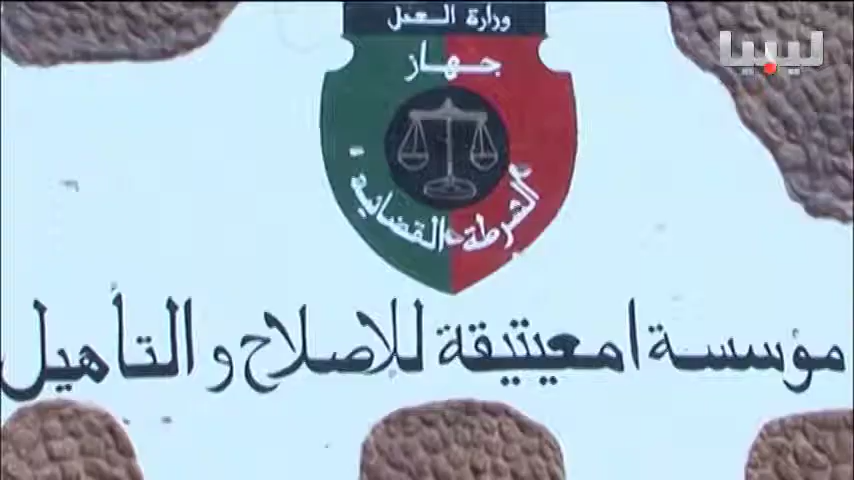 وزارة العدل
جهاز
الشرطة القضائية
مؤسسة امعيتيقة للاصلاح والتأهيل
ليبيا